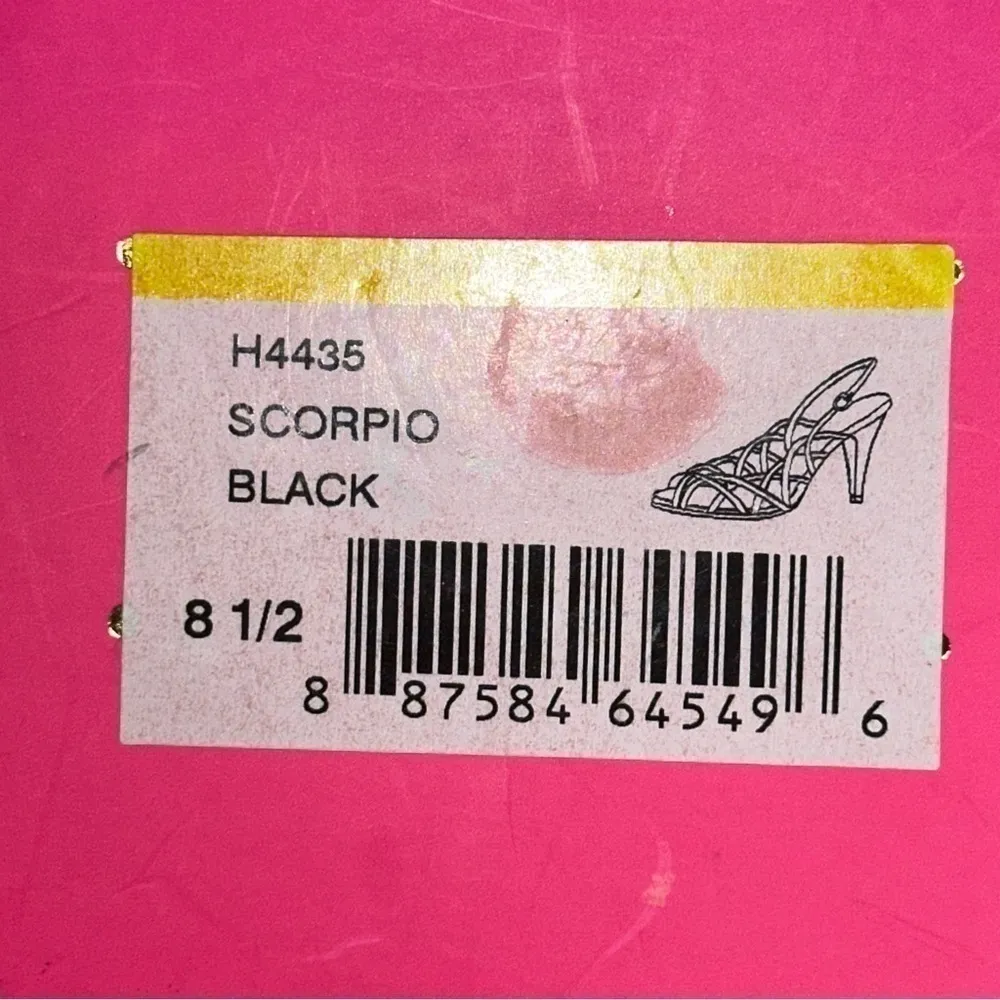 H4435
SCORPIO
BLACK
8 1/2
8 87584 64549 6